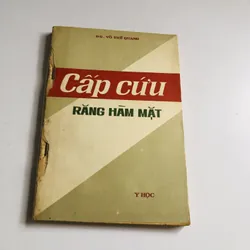 Cấp cứu
RĂNG HÀM MẶT
Y HỌC